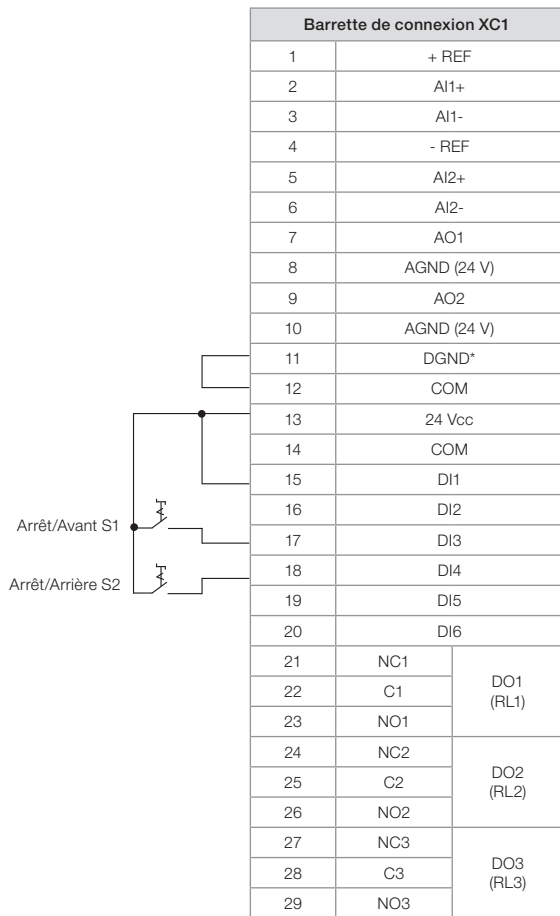 Barrette de connexion XC1
1 + REF
2 AI1+
3 AI1-
4 - REF
5 AI2+
6 AI2-
7 AO1
8 AGND (24 V)
9 AO2
10 AGND (24 V)
11 DGND*
12 COM
13 24 Vcc
14 COM
15 DI1
16 DI2
Arrêt/Avant S1
17 DI3
18 DI4
Arrêt/Arrière S2
19 DI5
20 DI6
21 NC1
22 C1
23 NO1
DO1
(RL1)
24 NC2
25 C2
26 NO2
DO2
(RL2)
27 NC3
28 C3
29 NO3
DO3
(RL3)